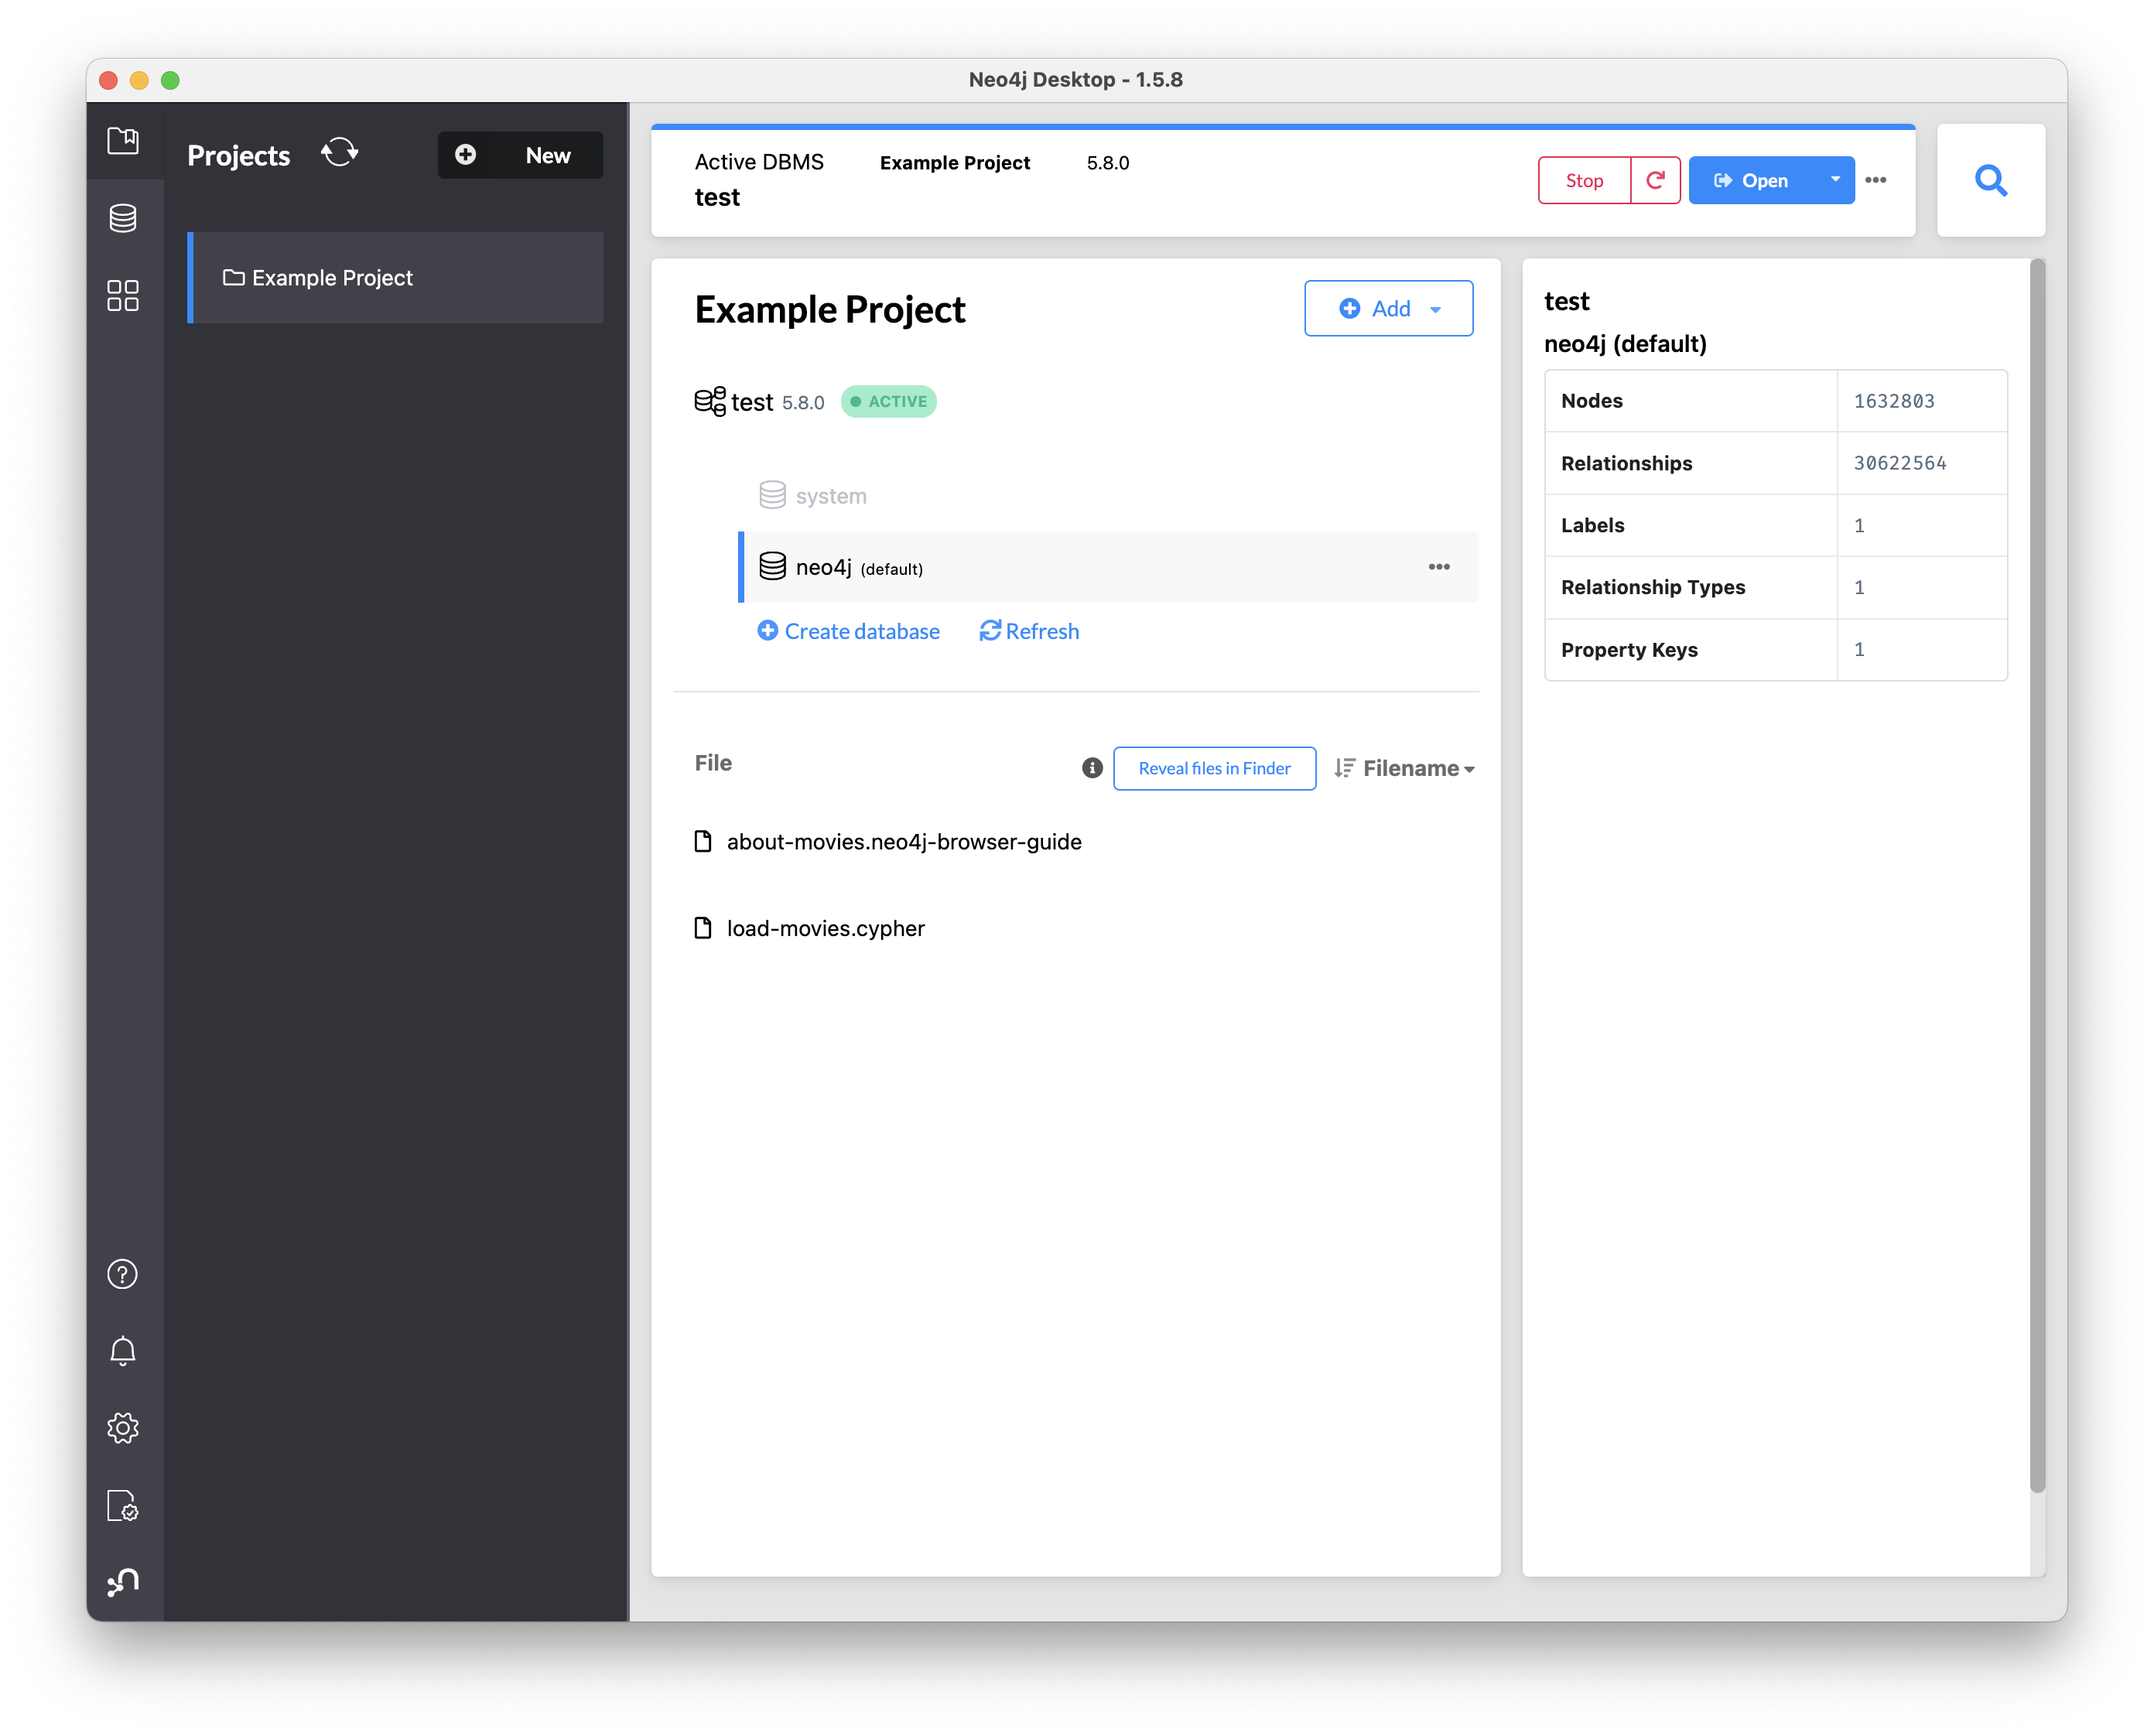 Neo4j Desktop - 1.5.8
Projects
New
Example Project
Active DBMS
test
Example Project
5.8.0
Stop
Open
Example Project
Add
test 5.8.0 ACTIVE
system
neo4j (default)
Create database
Refresh
File
Reveal files in Finder
Filename
about-movies.neo4j-browser-guide
load-movies.cypher
test
neo4j (default)
Nodes 1632803
Relationships 30622564
Labels 1
Relationship Types 1
Property Keys 1